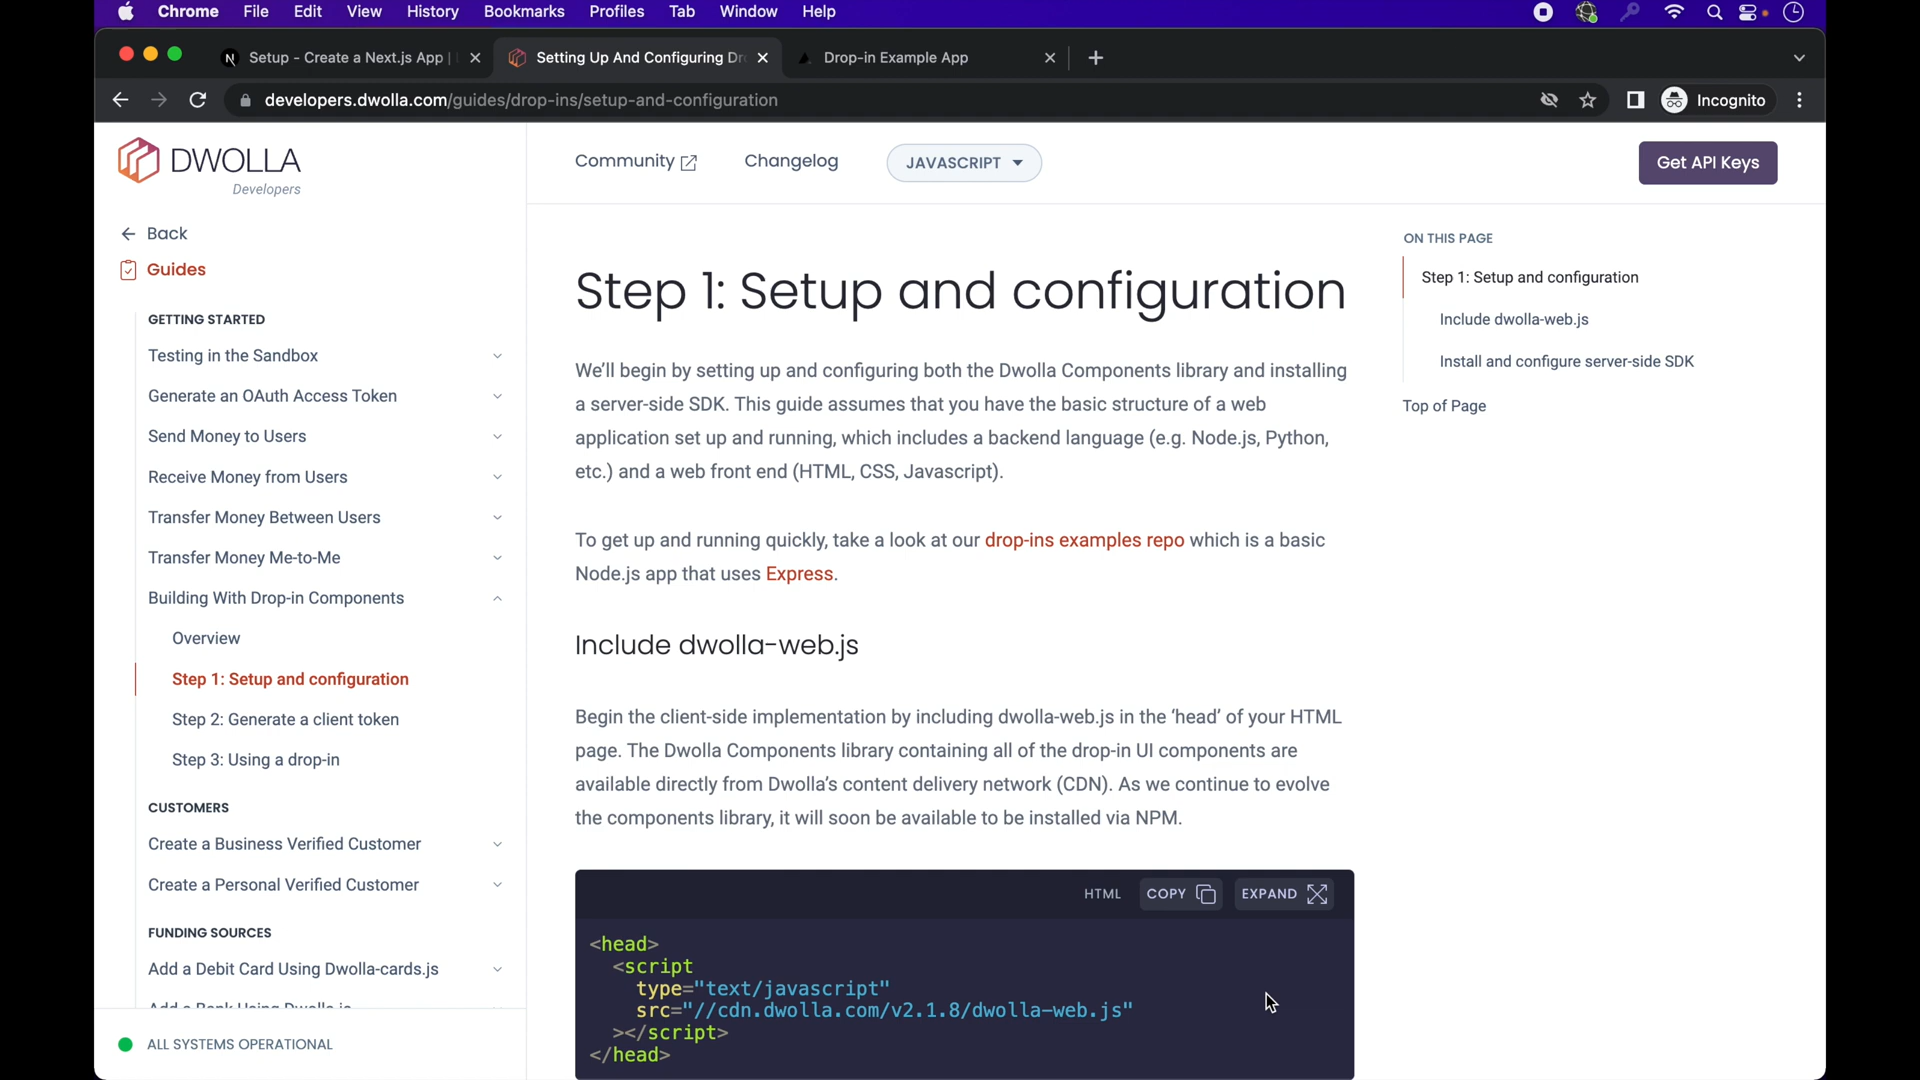 Chrome File Edit View History Bookmarks Profiles Tab Window Help
Setup - Create a Next.js App |
Setting Up And Configuring Dr
Drop-in Example App
developers.dwolla.com/guides/drop-ins/setup-and-configuration
Incognito
DWOLLA
Developers
Community
Changelog
JAVASCRIPT
Get API Keys
Back
Guides
GETTING STARTED
Testing in the Sandbox
Generate an OAuth Access Token
Send Money to Users
Receive Money from Users
Transfer Money Between Users
Transfer Money Me-to-Me
Building With Drop-in Components
Overview
Step 1: Setup and configuration
Step 2: Generate a client token
Step 3: Using a drop-in
CUSTOMERS
Create a Business Verified Customer
Create a Personal Verified Customer
FUNDING SOURCES
Add a Debit Card Using Dwolla-cards.js
ALL SYSTEMS OPERATIONAL
Step 1: Setup and configuration
We'll begin by setting up and configuring both the Dwolla Components library and installing
a server-side SDK. This guide assumes that you have the basic structure of a web
application set up and running, which includes a backend language (e.g. Node.js, Python,
etc.) and a web front end (HTML, CSS, Javascript).
To get up and running quickly, take a look at our drop-ins examples repo which is a basic
Node.js app that uses Express.
Include dwolla-web.js
Begin the client-side implementation by including dwolla-web.js in the ‘head’ of your HTML
page. The Dwolla Components library containing all of the drop-in UI components are
available directly from Dwolla's content delivery network (CDN). As we continue to evolve
the components library, it will soon be available to be installed via NPM.
HTML COPY EXPAND
<head>
<script
type="text/javascript"
src="//cdn.dwolla.com/v2.1.8/dwolla-web.js"
></script>
</head>
ON THIS PAGE
Step 1: Setup and configuration
Include dwolla-web.js
Install and configure server-side SDK
Top of Page